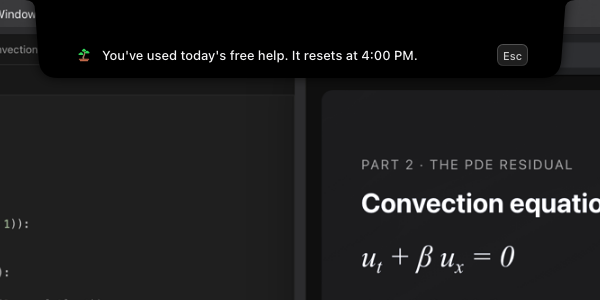 Window
You've used today's free help. It resets at 4:00 PM.
Esc
nvection
PART 2 · THE PDE RESIDUAL
Convection equatio
1)):
u_t + β u_x = 0
):